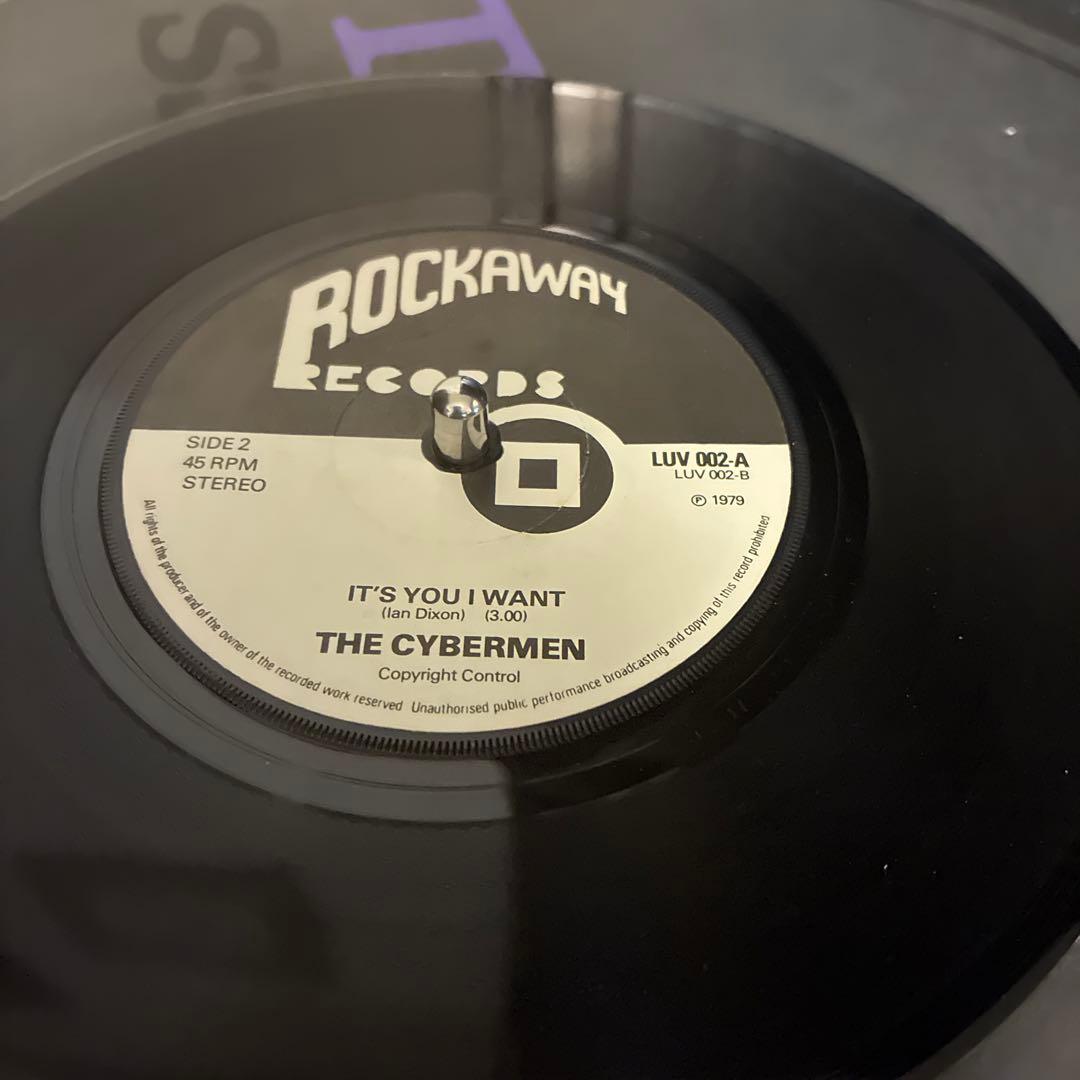 ROCKAWAY
RECORDS
SIDE 2
45 RPM
STEREO
LUV 002-A
LUV 002-B
℗ 1979
IT'S YOU I WANT
(Ian Dixon) (3.00)
THE CYBERMEN
Copyright Control
All rights of the producer and of the owner of the recorded work reserved Unauthorised public performance broadcasting and copying of this record prohibited